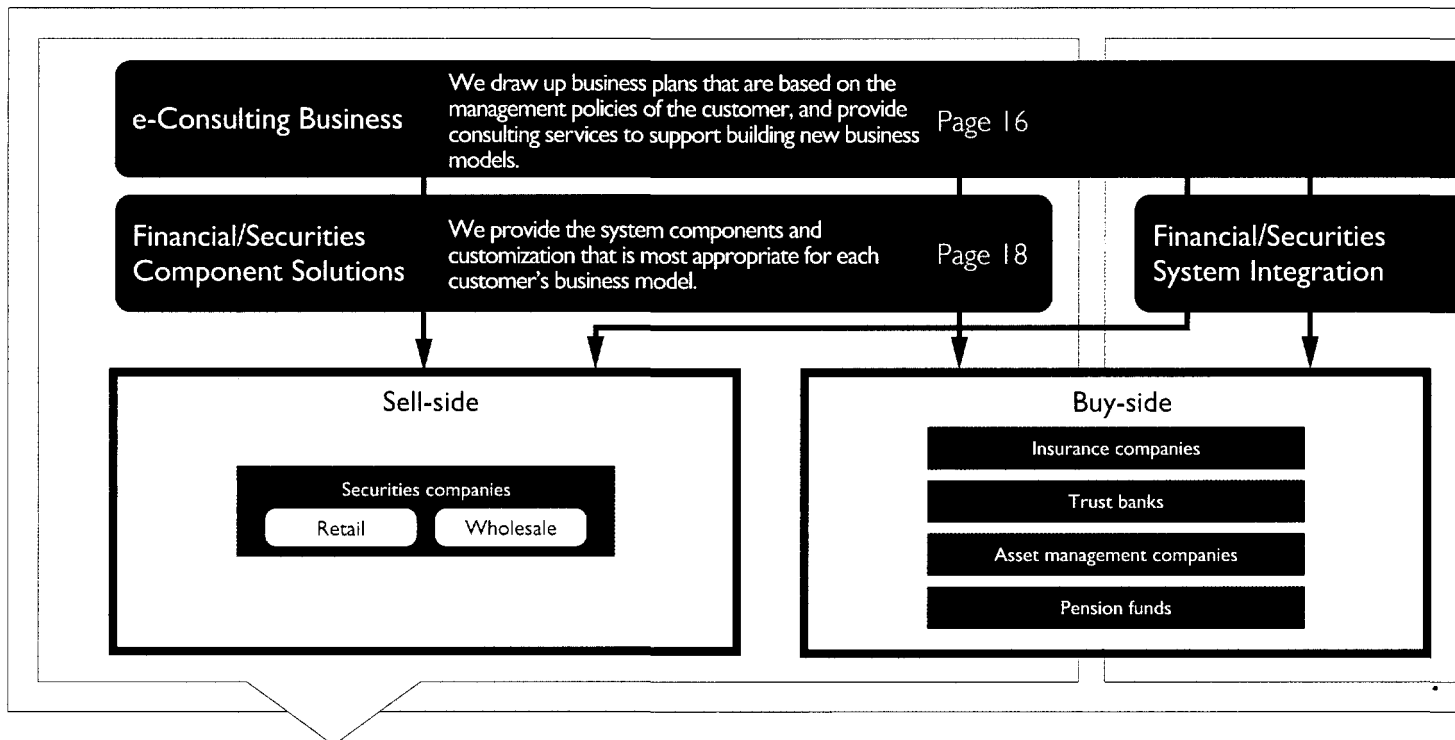 e-Consulting Business
We draw up business plans that are based on the
management policies of the customer, and provide
consulting services to support building new business
models.
Page 16
Financial/Securities
Component Solutions
We provide the system components and
customization that is most appropriate for each
customer's business model.
Page 18
Financial/Securities
System Integration
Sell-side
Securities companies
Retail
Wholesale
Buy-side
Insurance companies
Trust banks
Asset management companies
Pension funds